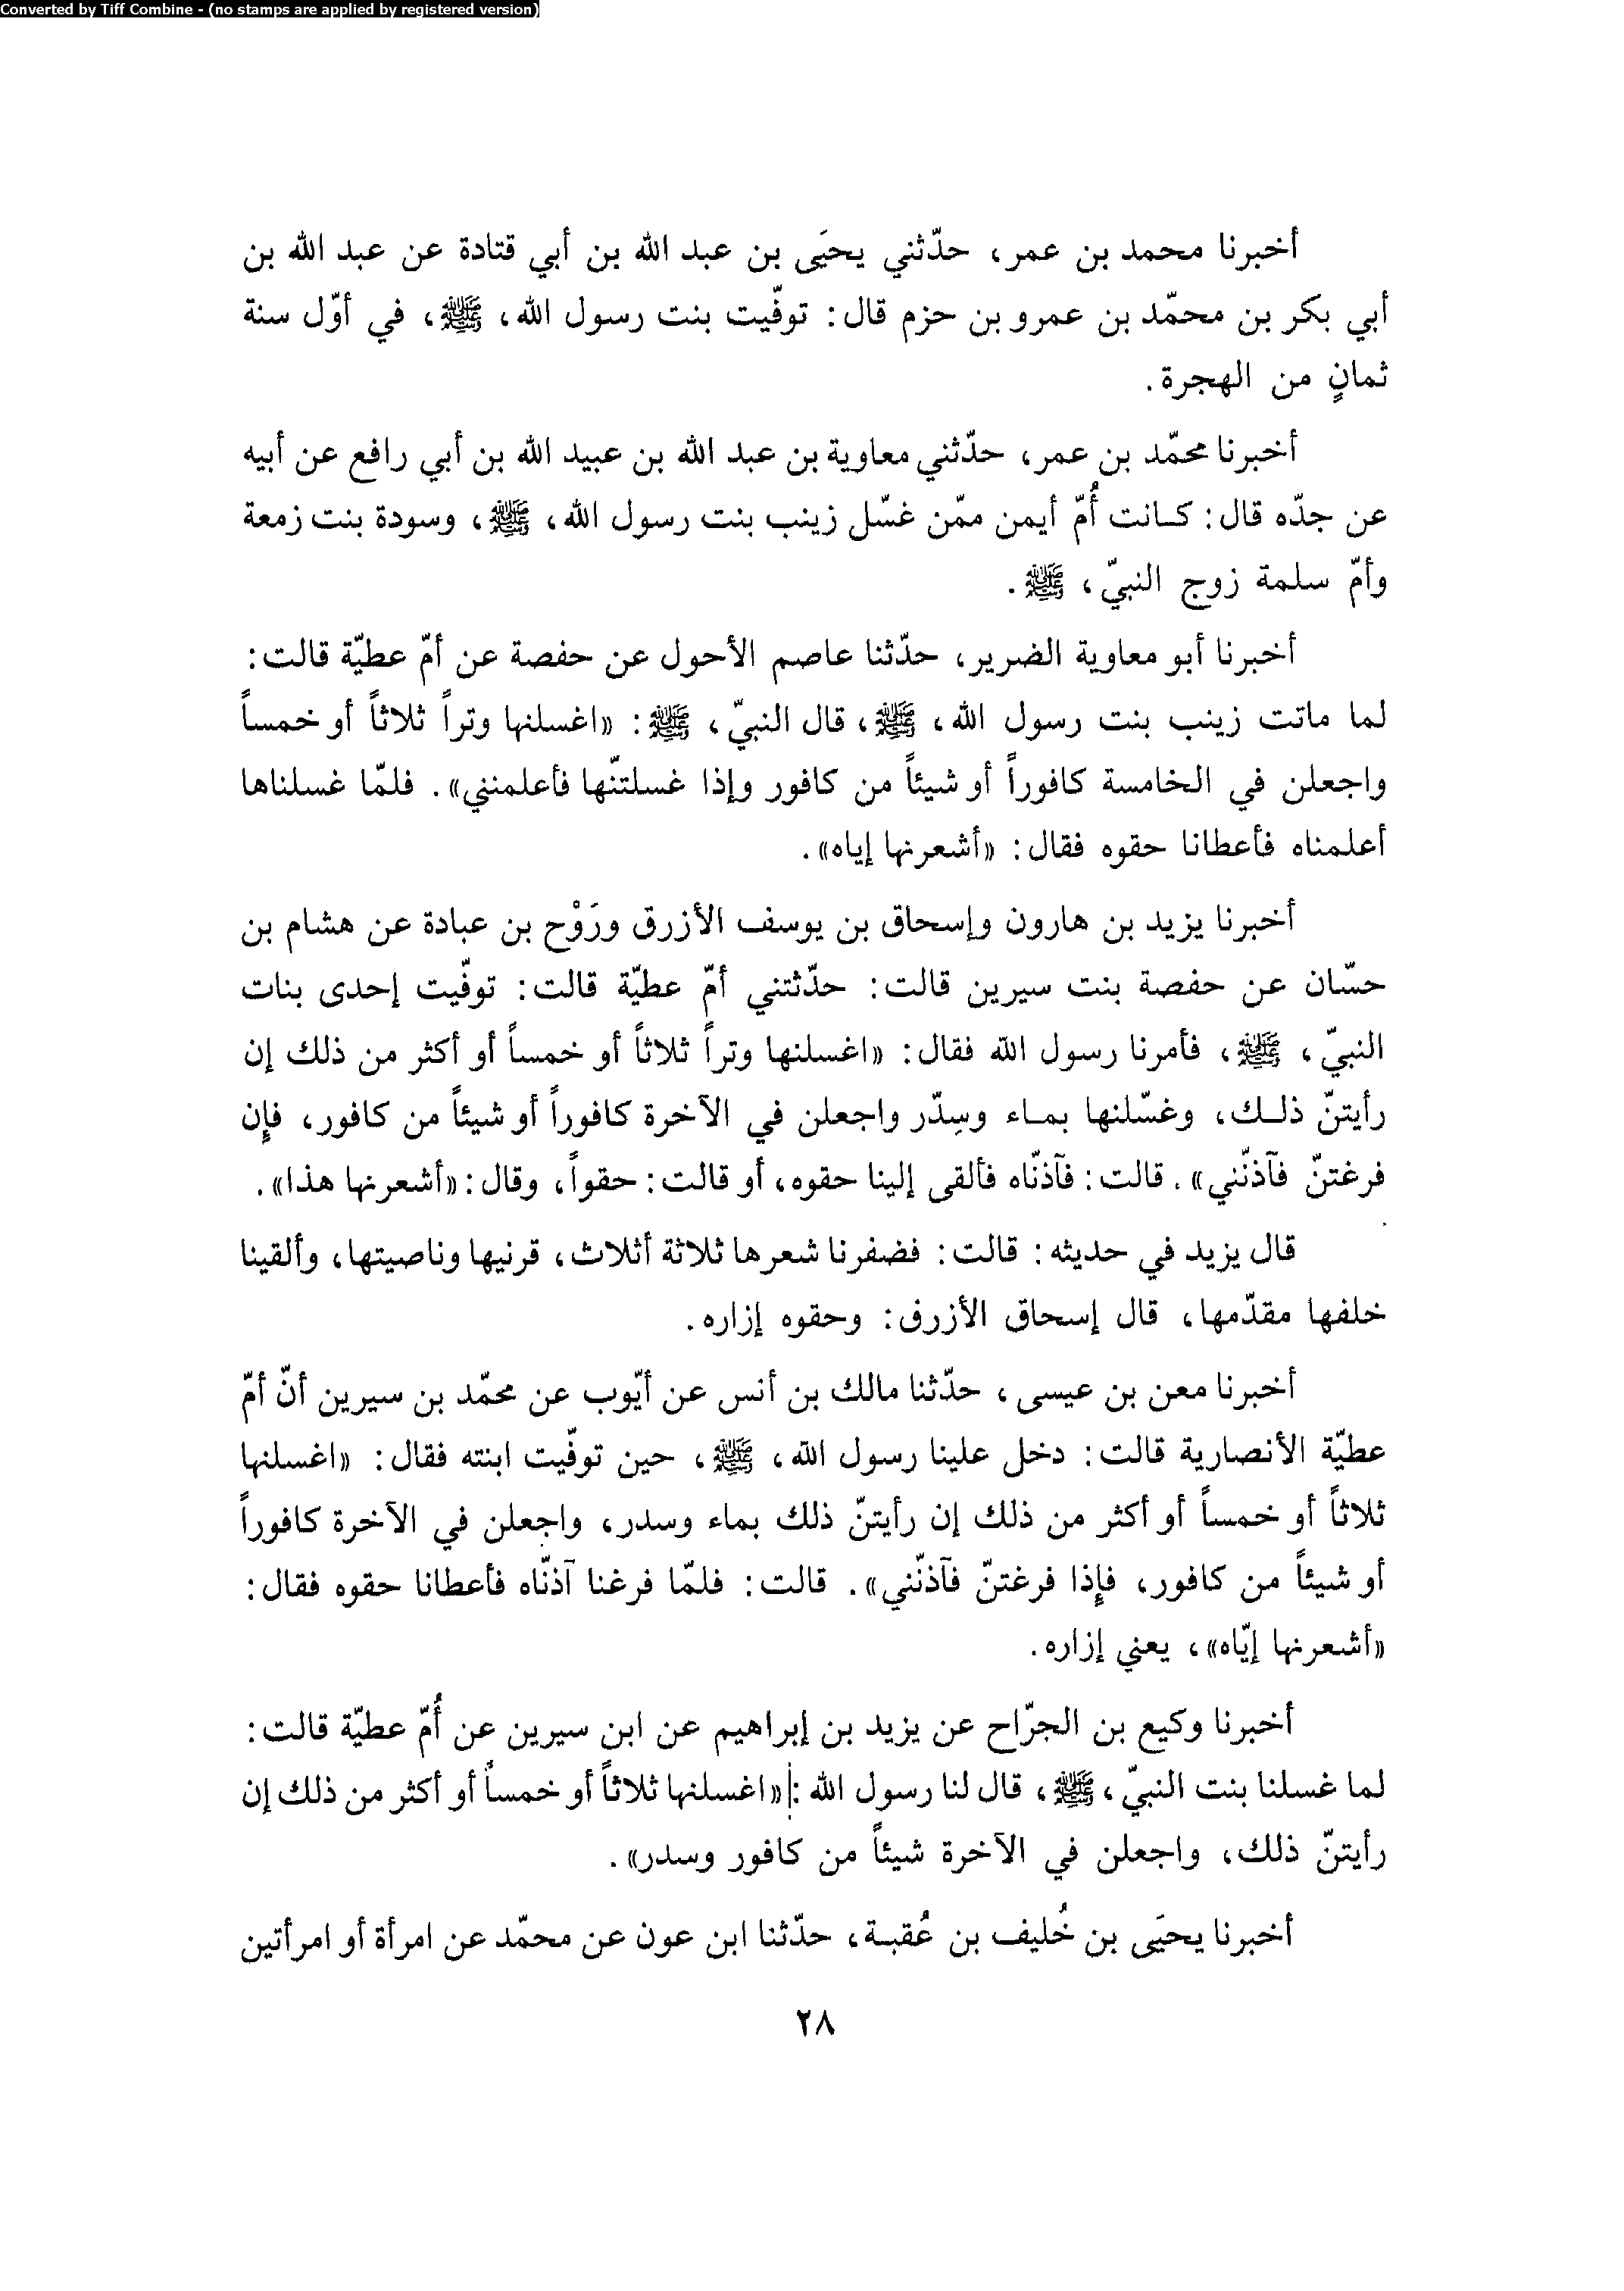 Converted by Tiff Combine - (no stamps are applied by registered version)
أخبرنا محمد بن عمر، حدّثني يحيَى بن عبد الله بن أبي قتادة عن عبد الله بن
أبي بكر بن محمّد بن عمرو بن حزم قال: توفّيت بنت رسول الله، ﷺ، في أوّل سنة
ثمانٍ من الهجرة.
أخبرنا محمّد بن عمر، حدّثني معاوية بن عبد الله بن عبيد الله بن أبي رافع عن أبيه
عن جدّه قال: كانت أُمّ أيمن ممّن غسّل زينب بنت رسول الله، ﷺ، وسودة بنت زمعة
وأمّ سلمة زوج النبيّ، ﷺ.
أخبرنا أبو معاوية الضرير، حدّثنا عاصم الأحول عن حفصة عن أمّ عطيّة قالت:
لما ماتت زينب بنت رسول الله، ﷺ، قال النبيّ، ﷺ: «اغسلنها وتراً ثلاثاً أو خمساً
واجعلن في الخامسة كافوراً أو شيئاً من كافور وإذا غسلتنّها فأعلمنني». فلمّا غسلناها
أعلمناه فأعطانا حقوه فقال: «أشعرنها إياه».
أخبرنا يزيد بن هارون وإسحاق بن يوسف الأزرق ورَوْح بن عبادة عن هشام بن
حسّان عن حفصة بنت سيرين قالت: حدّثتني أمّ عطيّة قالت: توفّيت إحدى بنات
النبيّ، ﷺ، فأمرنا رسول الله فقال: «اغسلنها وتراً ثلاثاً أو خمساً أو أكثر من ذلك إن
رأيتنّ ذلك، وغسّلنها بماء وسِدّر واجعلن في الآخرة كافوراً أو شيئاً من كافور، فإِن
فرغتنّ فآذنّني». قالت: فآذنّاه فألقى إلينا حقوه، أو قالت: حقواً، وقال: «أشعرنها هذا».
قال يزيد في حديثه: قالت: فضفرنا شعرها ثلاثة أثلاث، قرنيها وناصيتها، وألقينا
خلفها مقدّمها، قال إسحاق الأزرق: وحقوه إزاره.
أخبرنا معن بن عيسى، حدّثنا مالك بن أنس عن أيّوب عن محمّد بن سيرين أنّ أمّ
عطيّة الأنصارية قالت: دخل علينا رسول الله، ﷺ، حين توفّيت ابنته فقال: «اغسلنها
ثلاثاً أو خمساً أو أكثر من ذلك إن رأيتنّ ذلك بماء وسدر، واجعلن في الآخرة كافوراً
أو شيئاً من كافور، فإِذا فرغتنّ فآذنّني». قالت: فلمّا فرغنا آذنّاه فأعطانا حقوه فقال:
«أشعرنها إيّاه»، يعني إزاره.
أخبرنا وكيع بن الجرّاح عن يزيد بن إبراهيم عن ابن سيرين عن أُمّ عطيّة قالت:
لما غسلنا بنت النبيّ، ﷺ، قال لنا رسول الله: «اغسلنها ثلاثاً أو خمساً أو أكثر من ذلك إن
رأيتنّ ذلك، واجعلن في الآخرة شيئاً من كافور وسدر».
أخبرنا يحيَى بن خُليف بن عُقبة، حدّثنا ابن عون عن محمّد عن امرأة أو امرأتين
٢٨